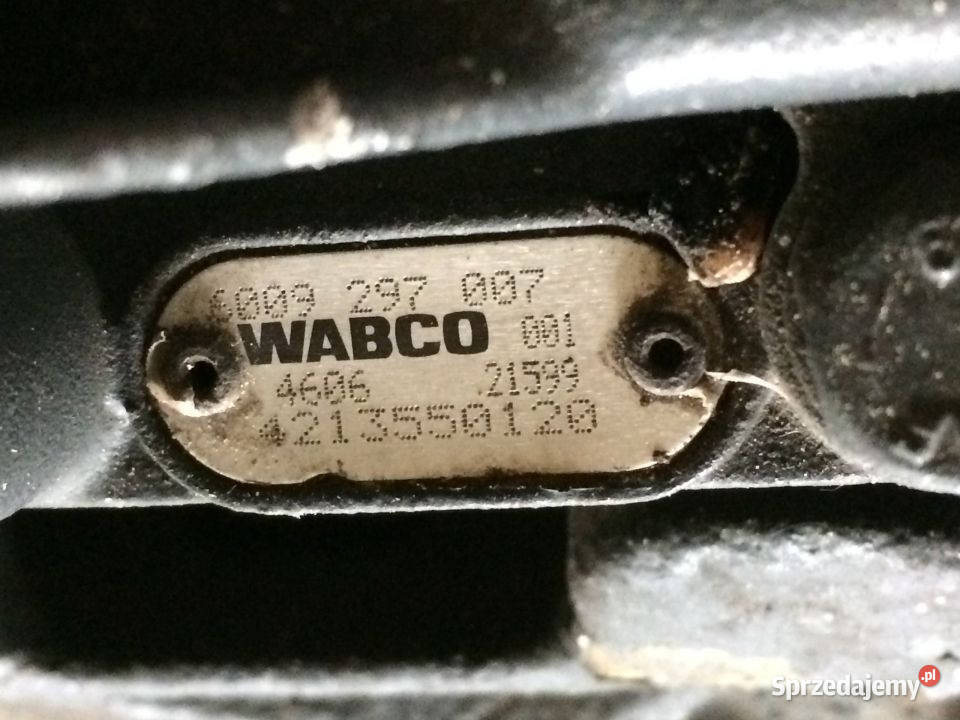 6009 297 007
WABCO 001
4606 21599
4213550120
Sprzedajemy.pl